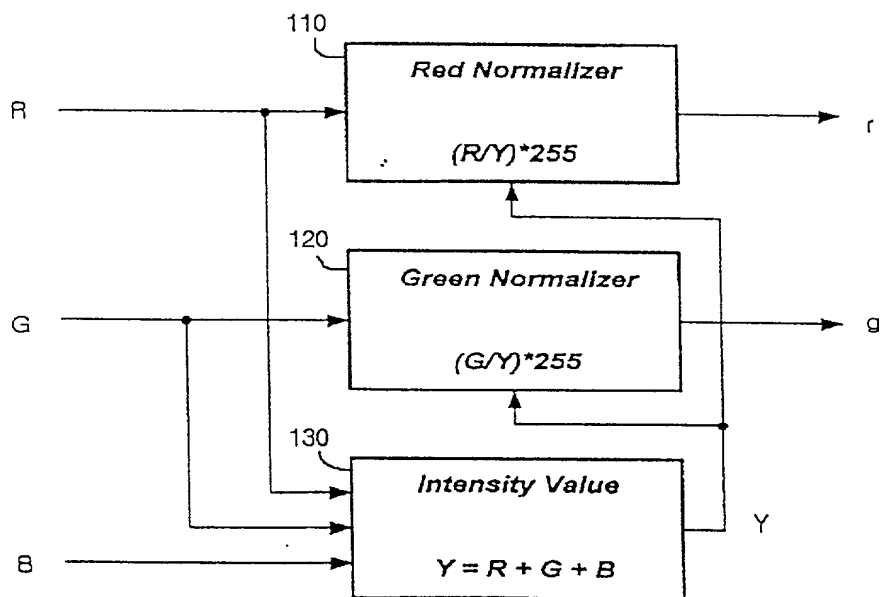 110
Red Normalizer
R
r
(R/Y)*255
120
Green Normalizer
G
g
(G/Y)*255
130
Intensity Value
Y
B
Y = R + G + B